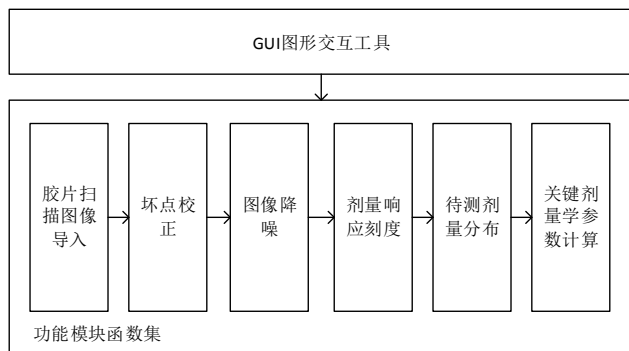 GUI图形交互工具
胶片扫
描图像
导入
坏点校
正
图像降
噪
剂量响
应刻度
待测剂
量分布
关键剂
量学参
数计算
功能模块函数集